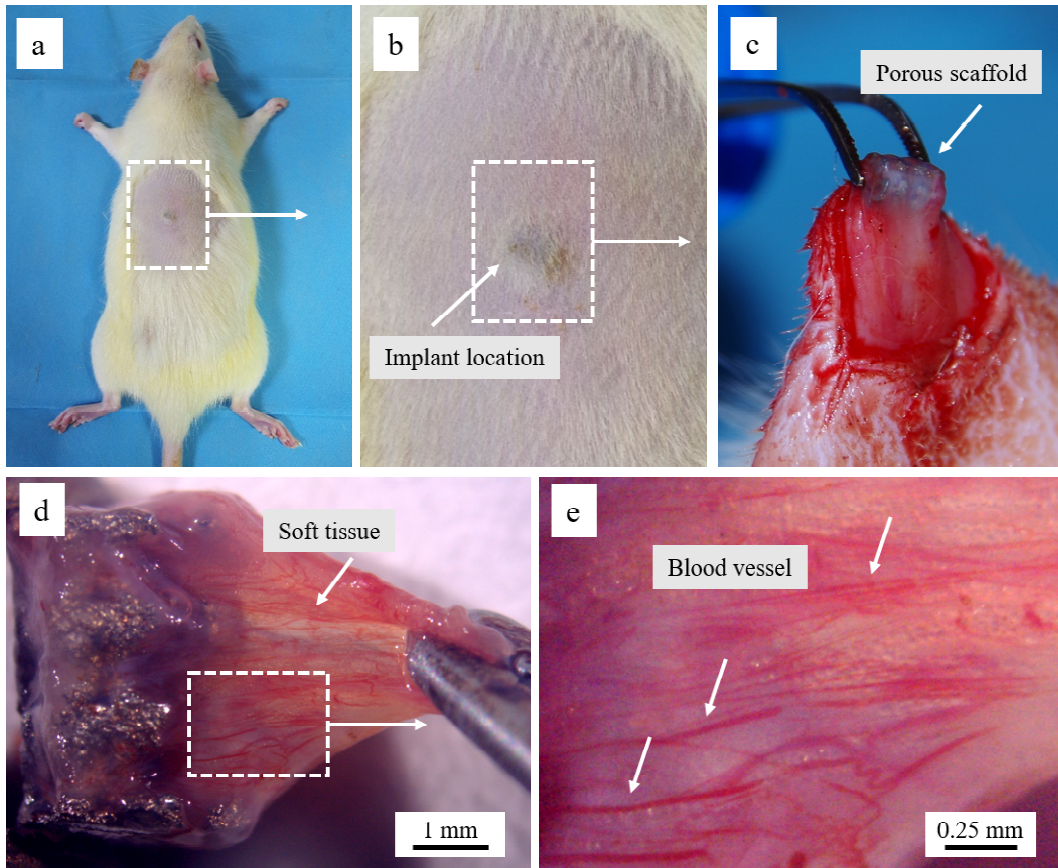 a
b
c
Porous scaffold
Implant location
d
Soft tissue
1 mm
e
Blood vessel
0.25 mm